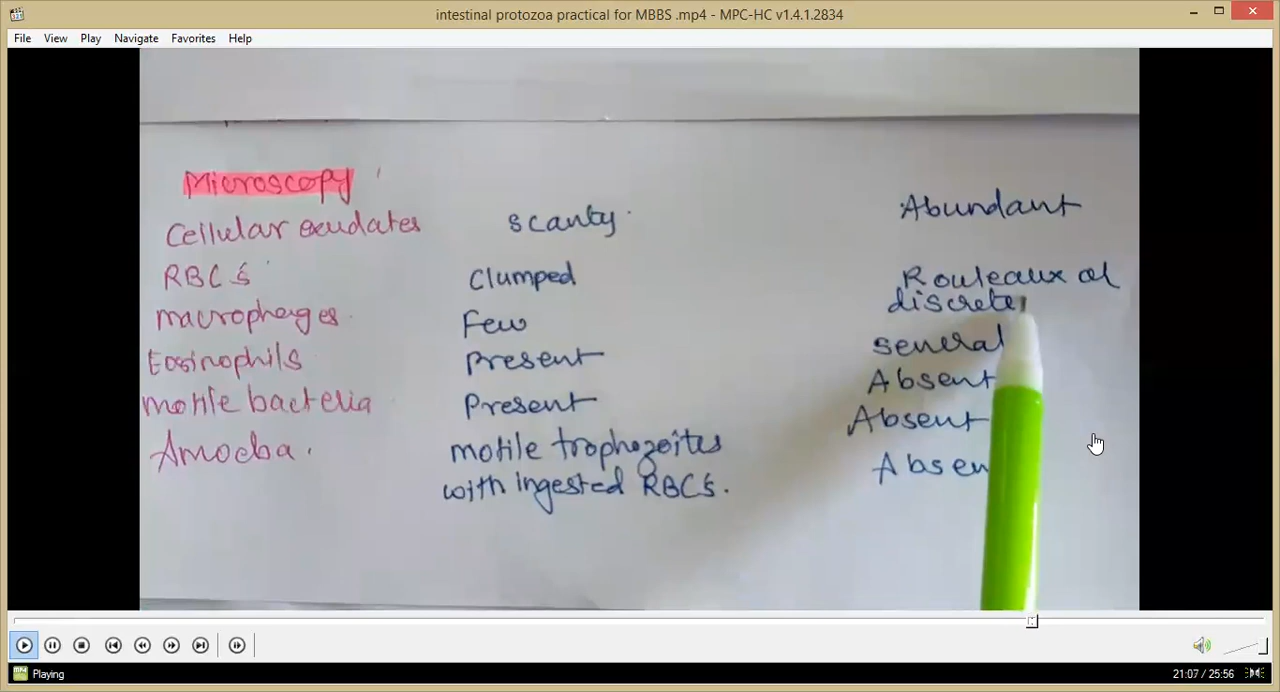 intestinal protozoa practical for MBBS .mp4 - MPC-HC v1.4.1.2834
File View Play Navigate Favorites Help
Microscopy
Cellular exudates scanty Abundant
RBC's Clumped Rouleaux or
discrete
macrophages Few several
Eosinophils Present Absent
motile bacteria Present Absent
Amoeba. motile trophozoites Absen
with ingested RBC's.
Playing 21:07 / 25:56